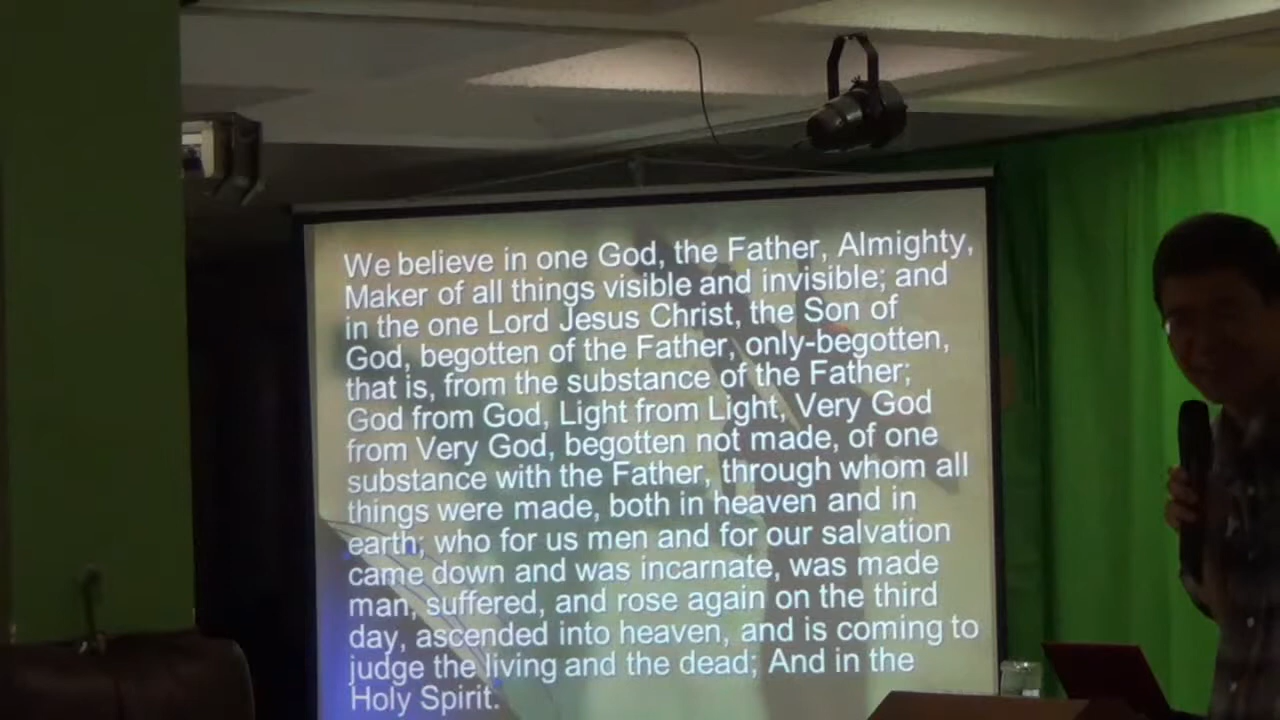 We believe in one God, the Father, Almighty,
Maker of all things visible and invisible; and
in the one Lord Jesus Christ, the Son of
God, begotten of the Father, only-begotten,
that is, from the substance of the Father;
God from God, Light from Light, Very God
from Very God, begotten not made, of one
substance with the Father, through whom all
things were made, both in heaven and in
earth; who for us men and for our salvation
came down and was incarnate, was made
man, suffered, and rose again on the third
day, ascended into heaven, and is coming to
judge the living and the dead; And in the
Holy Spirit.